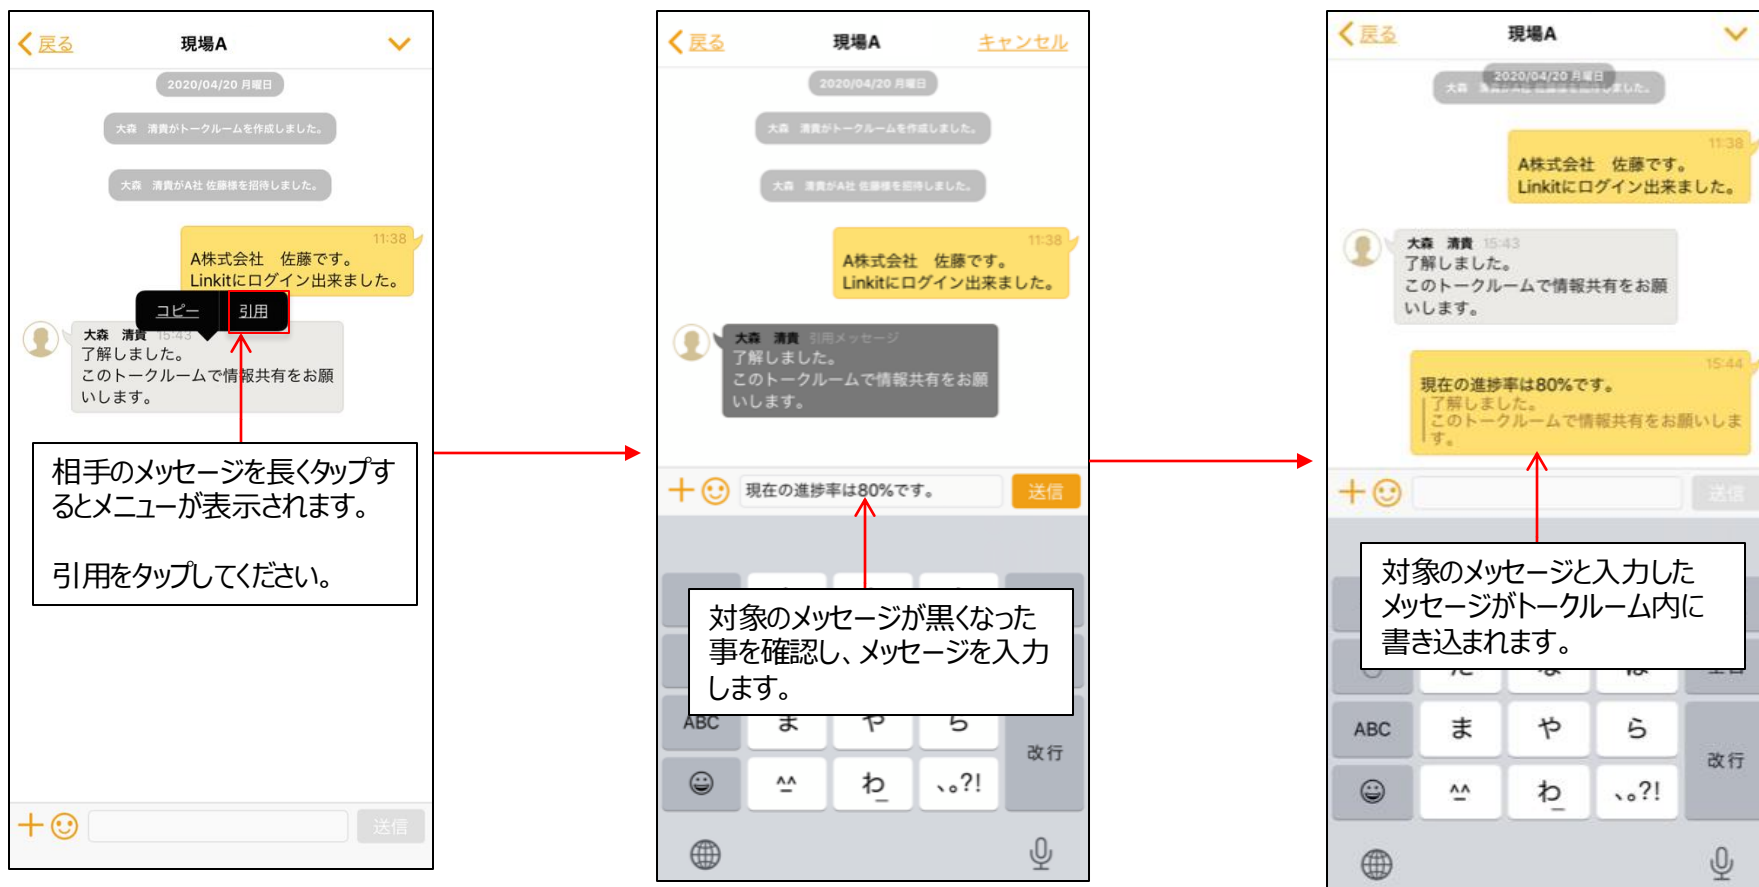 戻る
現場A
2020/04/20 月曜日
大森 清貴がトークルームを作成しました。
大森 清貴がA社 佐藤様を招待しました。
11:38
A株式会社 佐藤です。
Linkitにログイン出来ました。
コピー 引用
大森 清貴 15:43
了解しました。
このトークルームで情報共有をお願
いします。
相手のメッセージを長くタップす
るとメニューが表示されます。
引用をタップしてください。
送信
戻る
現場A
キャンセル
2020/04/20 月曜日
大森 清貴がトークルームを作成しました。
大森 清貴がA社 佐藤様を招待しました。
11:38
A株式会社 佐藤です。
Linkitにログイン出来ました。
大森 清貴 引用メッセージ
了解しました。
このトークルームで情報共有をお願
いします。
現在の進捗率は80%です。
送信
対象のメッセージが黒くなった
事を確認し、メッセージを入力
します。
ABC ま や ら
改行
^^ わ 、。?!
戻る
現場A
2020/04/20 月曜日
11:38
A株式会社 佐藤です。
Linkitにログイン出来ました。
大森 清貴 15:43
了解しました。
このトークルームで情報共有をお願
いします。
15:44
現在の進捗率は80%です。
了解しました。
このトークルームで情報共有をお願いしま
す。
送信
対象のメッセージと入力した
メッセージがトークルーム内に
書き込まれます。
ABC ま や ら
改行
^^ わ 、。?!